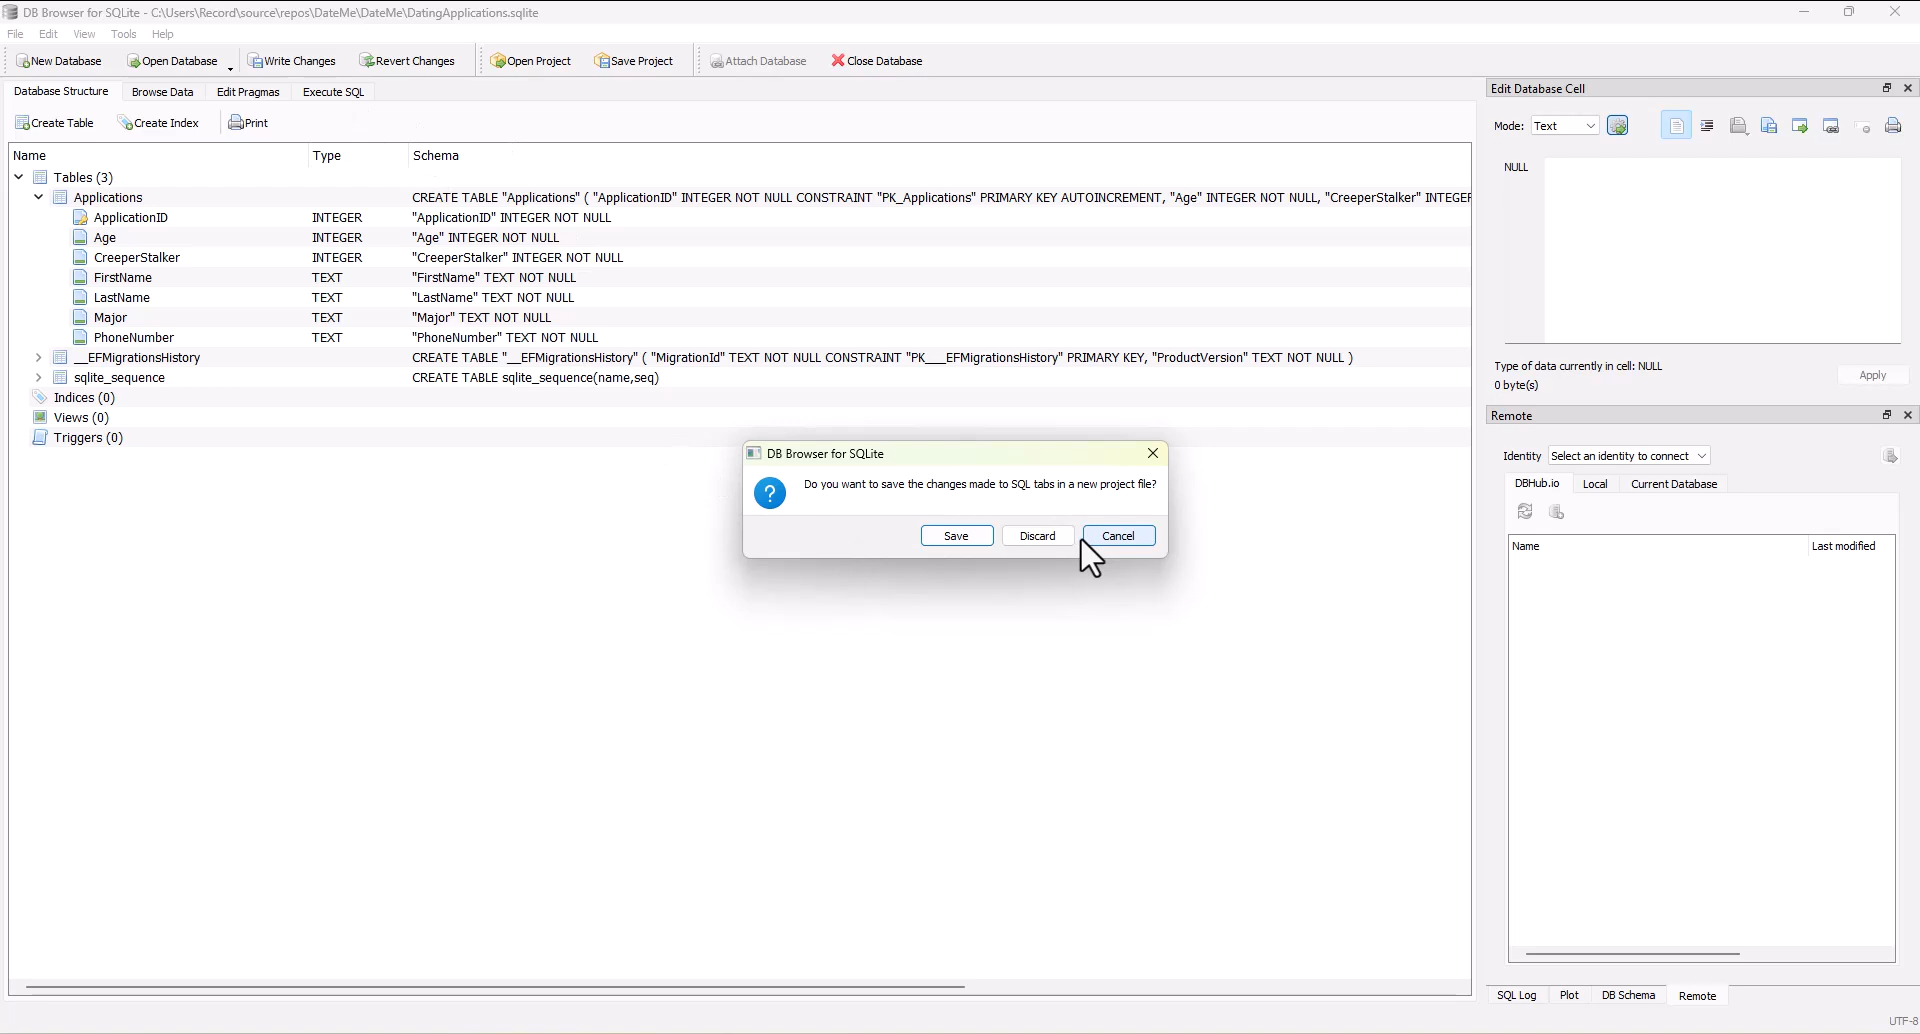 DB Browser for SQLite - C:\Users\Record\source\repos\DateMe\DateMe\DatingApplications.sqlite
File Edit View Tools Help
New Database Open Database Write Changes Revert Changes Open Project Save Project Attach Database Close Database
Database Structure Browse Data Edit Pragmas Execute SQL
Create Table Create Index Print
Name Type Schema
Tables (3)
Applications CREATE TABLE "Applications" ( "ApplicationID" INTEGER NOT NULL CONSTRAINT "PK_Applications" PRIMARY KEY AUTOINCREMENT, "Age" INTEGER NOT NULL, "CreeperStalker" INTEGER
ApplicationID INTEGER "ApplicationID" INTEGER NOT NULL
Age INTEGER "Age" INTEGER NOT NULL
CreeperStalker INTEGER "CreeperStalker" INTEGER NOT NULL
FirstName TEXT "FirstName" TEXT NOT NULL
LastName TEXT "LastName" TEXT NOT NULL
Major TEXT "Major" TEXT NOT NULL
PhoneNumber TEXT "PhoneNumber" TEXT NOT NULL
__EFMigrationsHistory CREATE TABLE "__EFMigrationsHistory" ( "MigrationId" TEXT NOT NULL CONSTRAINT "PK___EFMigrationsHistory" PRIMARY KEY, "ProductVersion" TEXT NOT NULL )
sqlite_sequence CREATE TABLE sqlite_sequence(name,seq)
Indices (0)
Views (0)
Triggers (0)
DB Browser for SQLite
Do you want to save the changes made to SQL tabs in a new project file?
Save Discard Cancel
Edit Database Cell
Mode: Text
NULL
Type of data currently in cell: NULL
0 byte(s)
Apply
Remote
Identity Select an identity to connect
DBHub.io Local Current Database
Name Last modified
SQL Log Plot DB Schema Remote
UTF-8